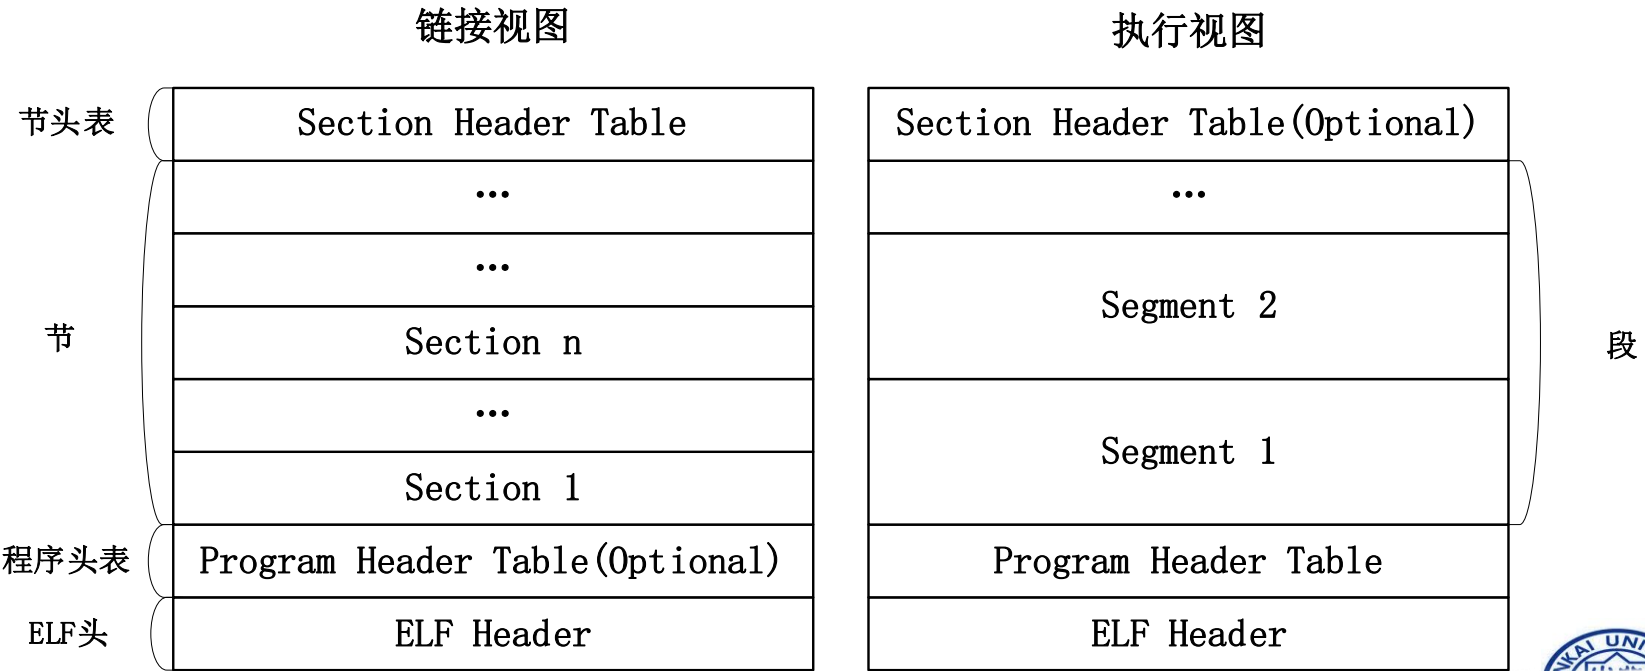 链接视图
执行视图
节头表
Section Header Table
Section Header Table(Optional)
…
…
…
Segment 2
节
Section n
段
…
Segment 1
Section 1
程序头表
Program Header Table(Optional)
Program Header Table
ELF头
ELF Header
ELF Header